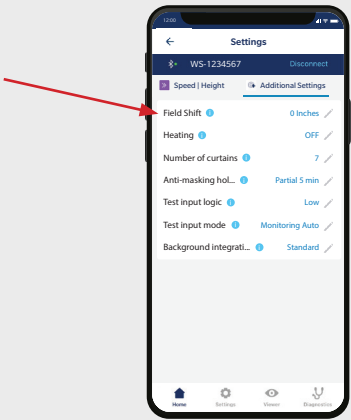 12:00
Settings
WS-1234567 Disconnect
Speed | Height Additional Settings
Field Shift 0 Inches
Heating OFF
Number of curtains 7
Anti-masking hol... Partial 5 min
Test input logic Low
Test input mode Monitoring Auto
Background integrati... Standard
Home Settings Viewer Diagnostics